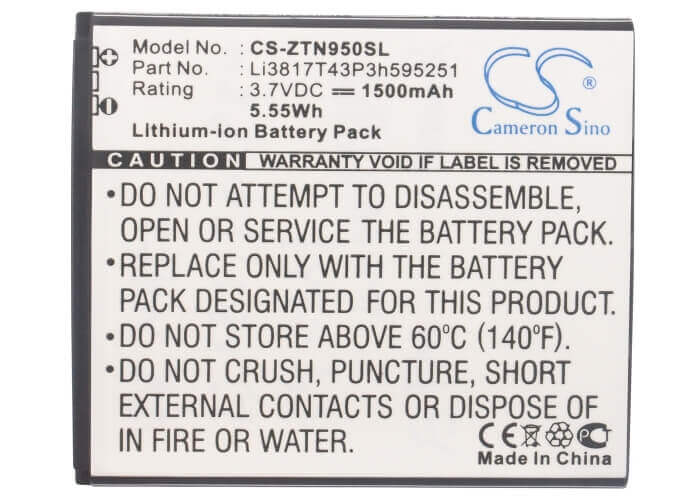 Model No.: CS-ZTN950SL
Part No.: Li3817T43P3h595251
Rating : 3.7VDC ⎓ 1500mAh
5.55Wh
Lithium-ion Battery Pack
CS
Cameron Sino
CAUTION WARRANTY VOID IF LABEL IS REMOVED
•DO NOT ATTEMPT TO DISASSEMBLE,
OPEN OR SERVICE THE BATTERY PACK.
•REPLACE ONLY WITH THE BATTERY
PACK DESIGNATED FOR THIS PRODUCT.
•DO NOT STORE ABOVE 60°C (140°F).
•DO NOT CRUSH, PUNCTURE, SHORT
EXTERNAL CONTACTS OR DISPOSE OF
IN FIRE OR WATER.
CE